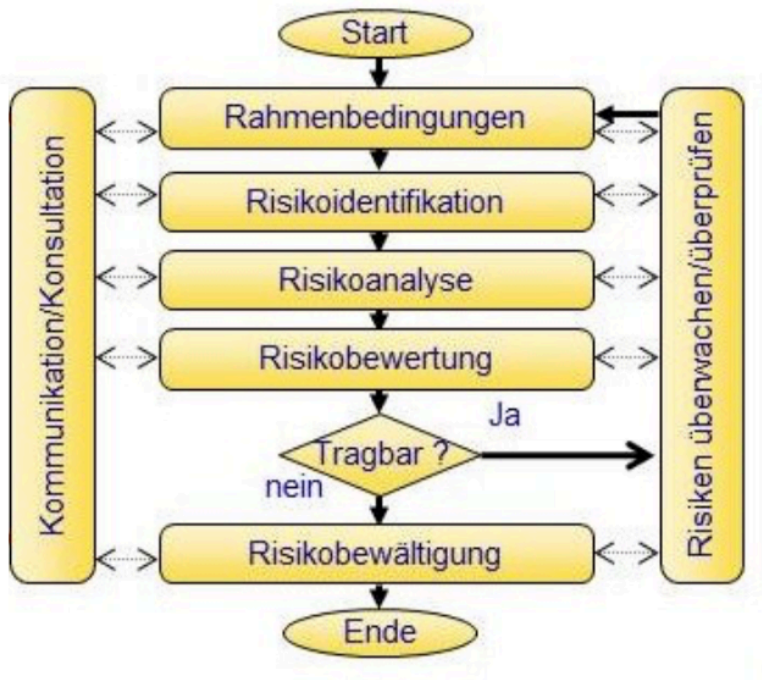 Start
Rahmenbedingungen
Risikoidentifikation
Risikoanalyse
Risikobewertung
Tragbar ?
Ja
nein
Risikobewältigung
Ende
Kommunikation/Konsultation
Risiken überwachen/überprüfen